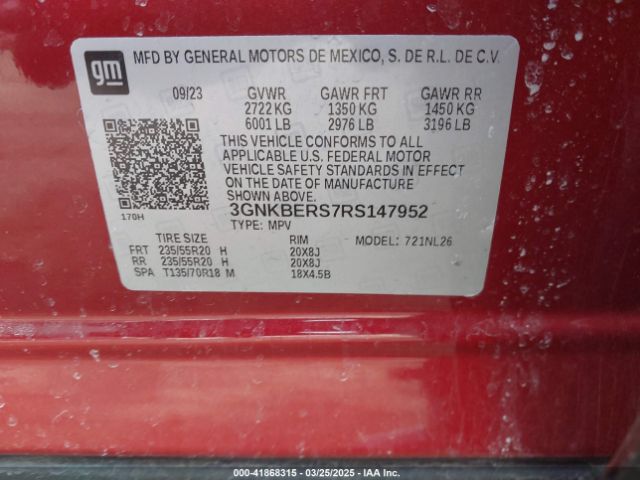 gm
MFD BY GENERAL MOTORS DE MEXICO, S. DE R.L. DE C.V.
09/23 GVWR GAWR FRT GAWR RR
2722 KG 1350 KG 1450 KG
6001 LB 2976 LB 3196 LB
THIS VEHICLE CONFORMS TO ALL
APPLICABLE U.S. FEDERAL MOTOR
VEHICLE SAFETY STANDARDS IN EFFECT
ON THE DATE OF MANUFACTURE
SHOWN ABOVE.
170H 3GNKBERS7RS147952
TYPE: MPV
TIRE SIZE RIM MODEL: 721NL26
FRT 235/55R20 H 20X8J
RR 235/55R20 H 20X8J
SPA T135/70R18 M 18X4.5B
000-41868315 - 03/25/2025 - IAA Inc.